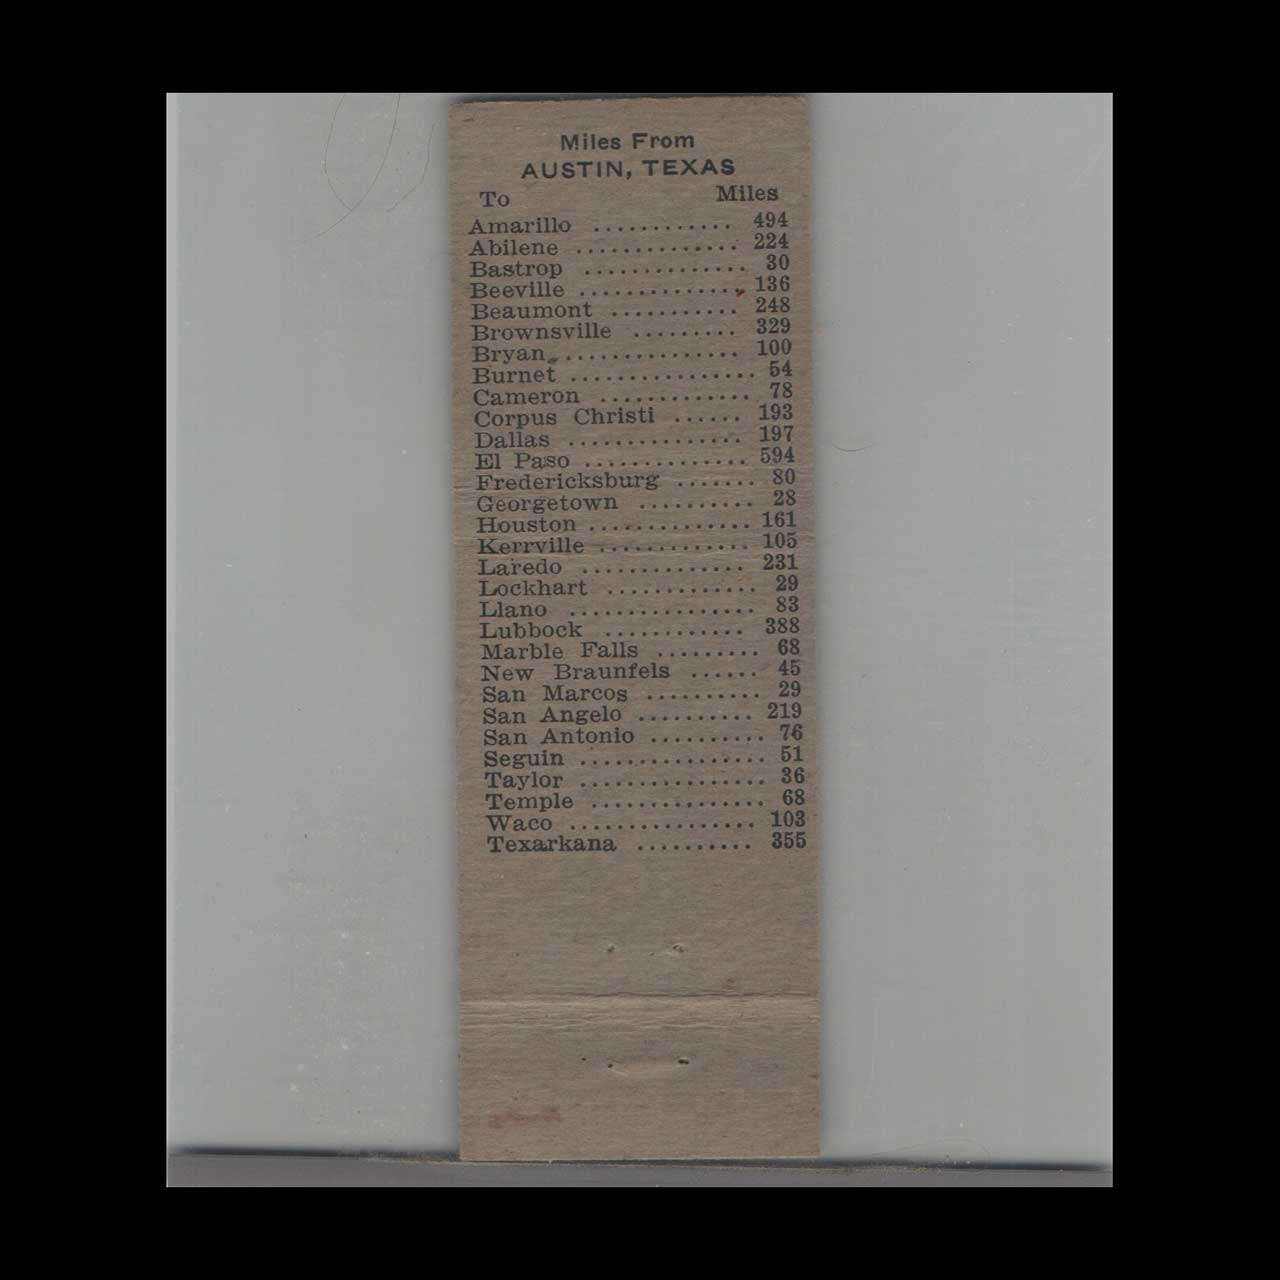 Miles From
AUSTIN, TEXAS
To Miles
Amarillo ............ 494
Abilene .............. 224
Bastrop .............. 30
Beeville .............. 136
Beaumont ........... 248
Brownsville ......... 329
Bryan ............... 100
Burnet ................ 54
Cameron ............. 78
Corpus Christi ...... 193
Dallas ............... 197
El Paso .............. 594
Fredericksburg ....... 80
Georgetown .......... 28
Houston .............. 161
Kerrville ............. 105
Laredo .............. 231
Lockhart ............. 29
Llano ................ 83
Lubbock ............ 388
Marble Falls ......... 68
New Braunfels ...... 45
San Marcos .......... 29
San Angelo .......... 219
San Antonio .......... 76
Seguin ................ 51
Taylor ................ 36
Temple ............... 68
Waco ................ 103
Texarkana .......... 355